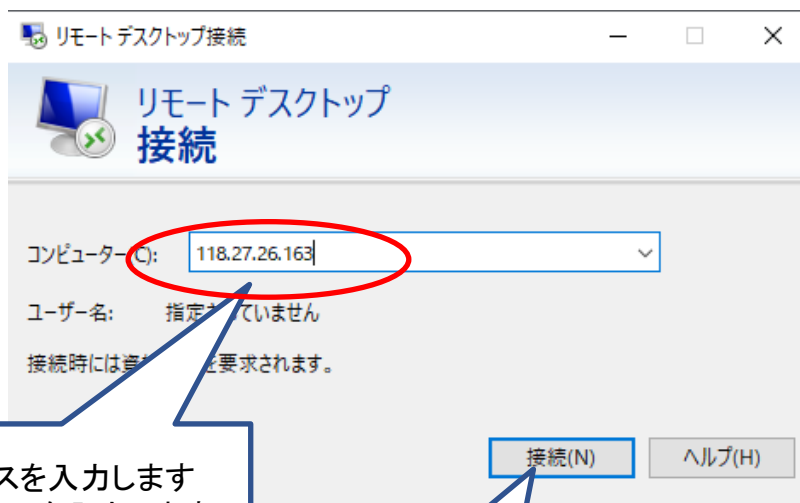 リモート デスクトップ接続
リモート デスクトップ
接続
コンピューター(C): 118.27.26.163
ユーザー名: 指定 ていません
接続時には 要求されます。
接続(N) ヘルプ(H)
スを入力します